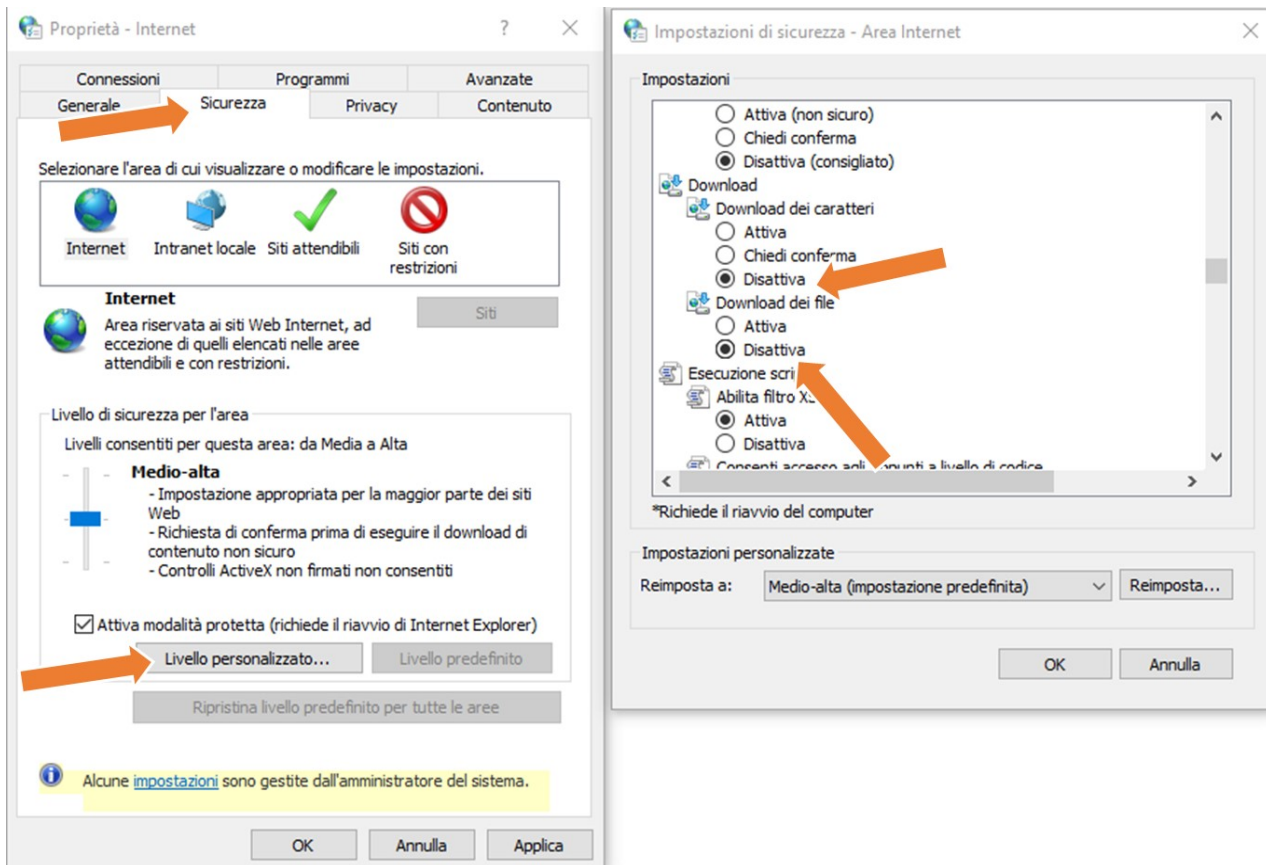 Proprietà - Internet
Connessioni Programmi Avanzate
Generale Sicurezza Privacy Contenuto
Selezionare l'area di cui visualizzare o modificare le impostazioni.
Internet Intranet locale Siti attendibili Siti con
restrizioni
Internet
Siti
Area riservata ai siti Web Internet, ad
eccezione di quelli elencati nelle aree
attendibili e con restrizioni.
Livello di sicurezza per l'area
Livelli consentiti per questa area: da Media a Alta
Medio-alta
- Impostazione appropriata per la maggior parte dei siti
Web
- Richiesta di conferma prima di eseguire il download di
contenuto non sicuro
- Controlli ActiveX non firmati non consentiti
Attiva modalità protetta (richiede il riavvio di Internet Explorer)
Livello personalizzato... Livello predefinito
Ripristina livello predefinito per tutte le aree
Alcune impostazioni sono gestite dall'amministratore del sistema.
OK Annulla Applica
Impostazioni di sicurezza - Area Internet
Impostazioni
Attiva (non sicuro)
Chiedi conferma
Disattiva (consigliato)
Download
Download dei caratteri
Attiva
Chiedi conferma
Disattiva
Download dei file
Attiva
Disattiva
Esecuzione
Abilita filtro
Attiva
Disattiva
Consenti accesso agli appunti a livello di codice
*Richiede il riavvio del computer
Impostazioni personalizzate
Reimposta a: Medio-alta (impostazione predefinita) Reimposta...
OK Annulla